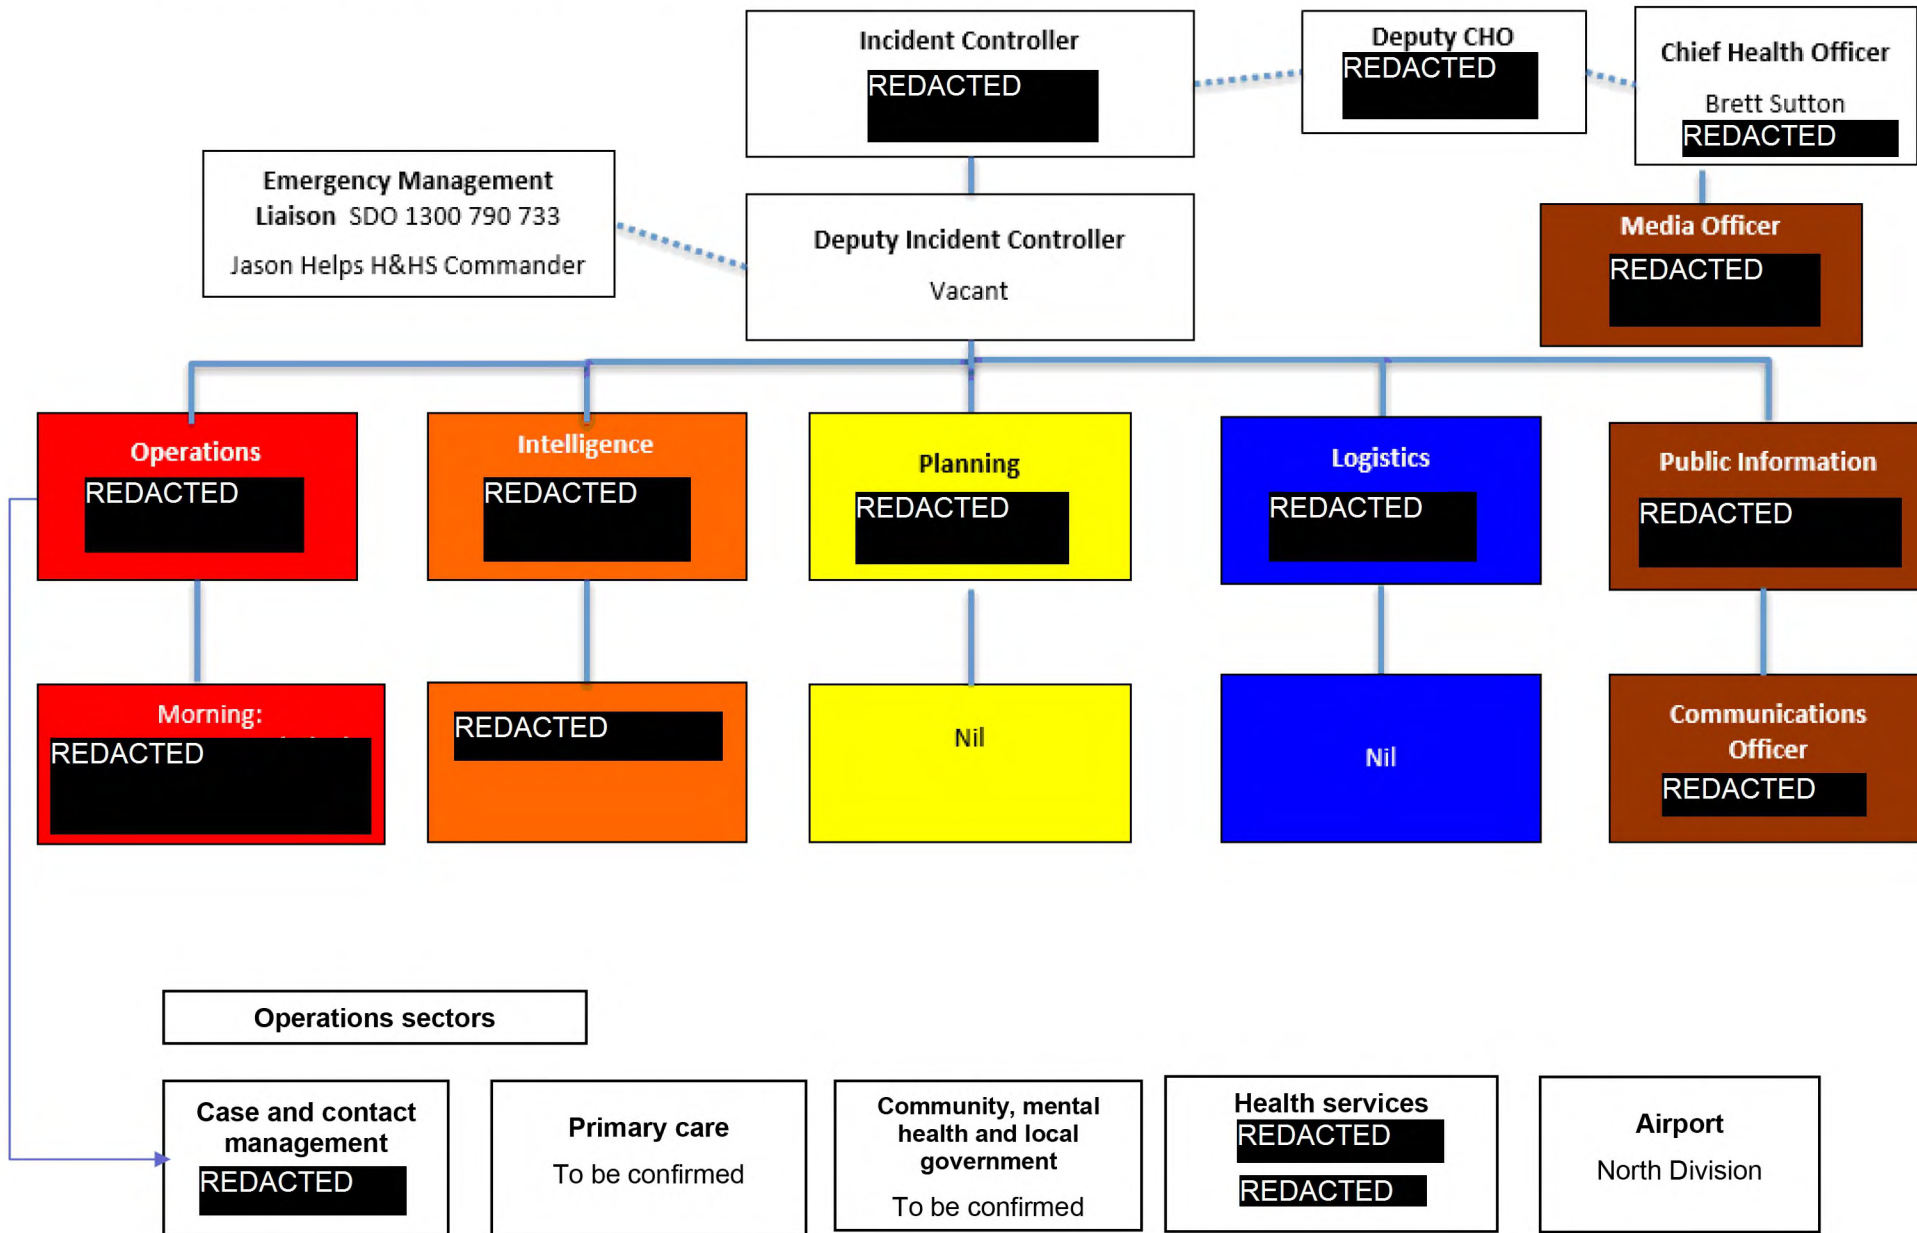 Incident Controller
REDACTED
Deputy CHO
REDACTED
Chief Health Officer
Brett Sutton
REDACTED
Emergency Management
Liaison SDO 1300 790 733
Jason Helps H&HS Commander
Deputy Incident Controller
Vacant
Media Officer
REDACTED
Operations
REDACTED
Intelligence
REDACTED
Planning
REDACTED
Logistics
REDACTED
Public Information
REDACTED
Morning:
REDACTED
REDACTED
Nil
Nil
Communications
Officer
REDACTED
Operations sectors
Case and contact
management
REDACTED
Primary care
To be confirmed
Community, mental
health and local
government
To be confirmed
Health services
REDACTED
REDACTED
Airport
North Division